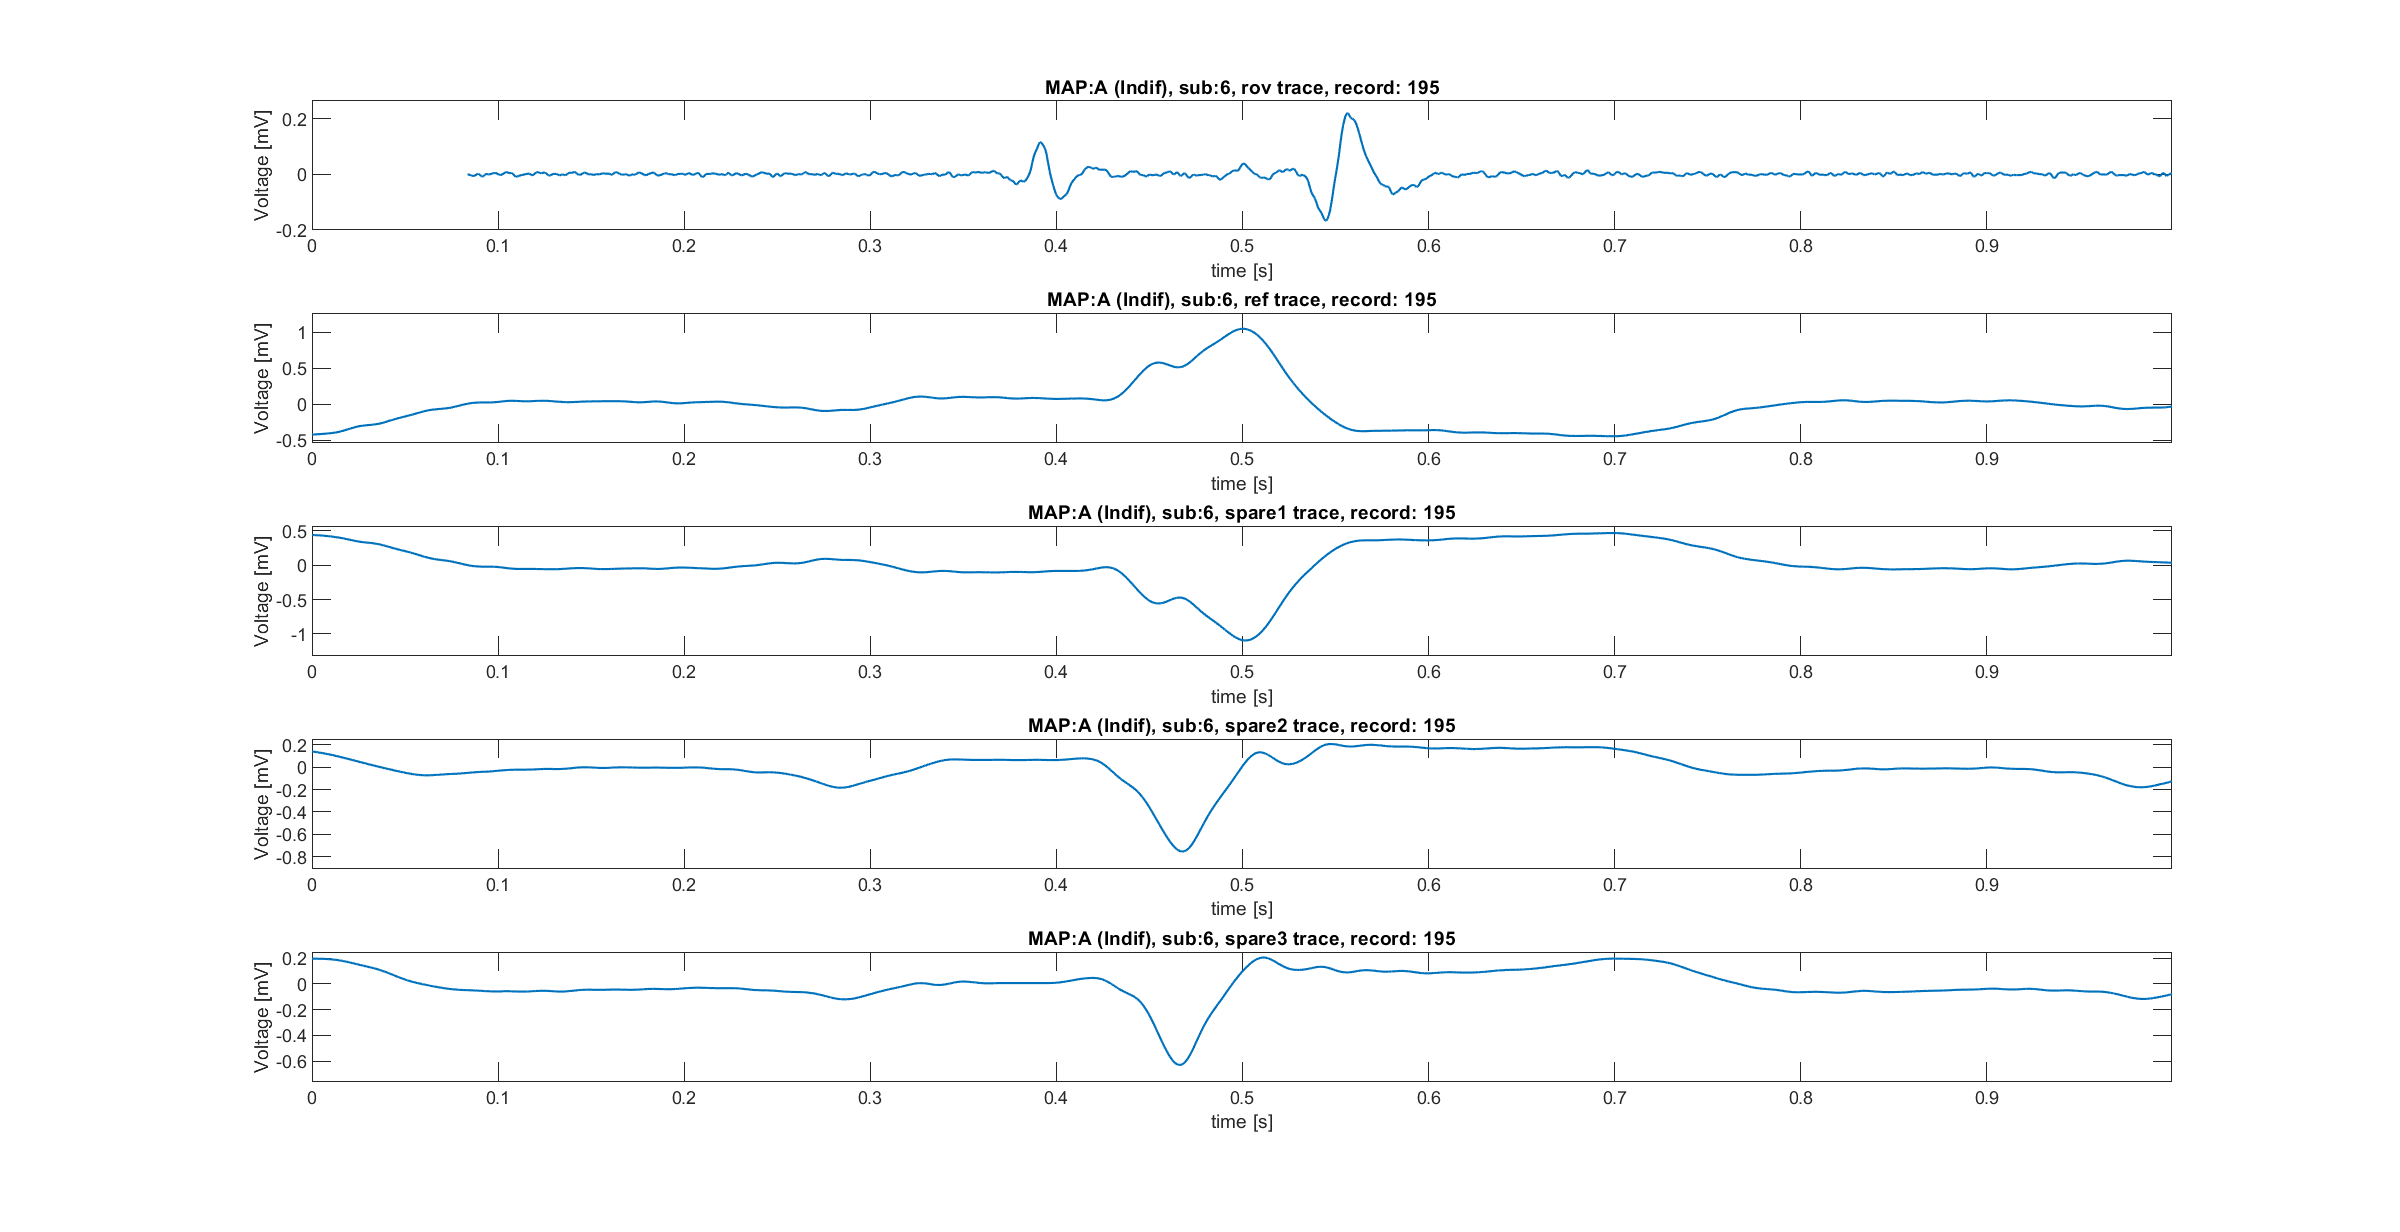 MAP:A (Indif), sub:6, rov trace, record: 195
Voltage [mV]
0.2
0
-0.2
0 0.1 0.2 0.3 0.4 0.5 0.6 0.7 0.8 0.9
time [s]
MAP:A (Indif), sub:6, ref trace, record: 195
Voltage [mV]
1
0.5
0
-0.5
0 0.1 0.2 0.3 0.4 0.5 0.6 0.7 0.8 0.9
time [s]
MAP:A (Indif), sub:6, spare1 trace, record: 195
Voltage [mV]
0.5
0
-0.5
-1
0 0.1 0.2 0.3 0.4 0.5 0.6 0.7 0.8 0.9
time [s]
MAP:A (Indif), sub:6, spare2 trace, record: 195
Voltage [mV]
0.2
0
-0.2
-0.4
-0.6
-0.8
0 0.1 0.2 0.3 0.4 0.5 0.6 0.7 0.8 0.9
time [s]
MAP:A (Indif), sub:6, spare3 trace, record: 195
Voltage [mV]
0.2
0
-0.2
-0.4
-0.6
0 0.1 0.2 0.3 0.4 0.5 0.6 0.7 0.8 0.9
time [s]